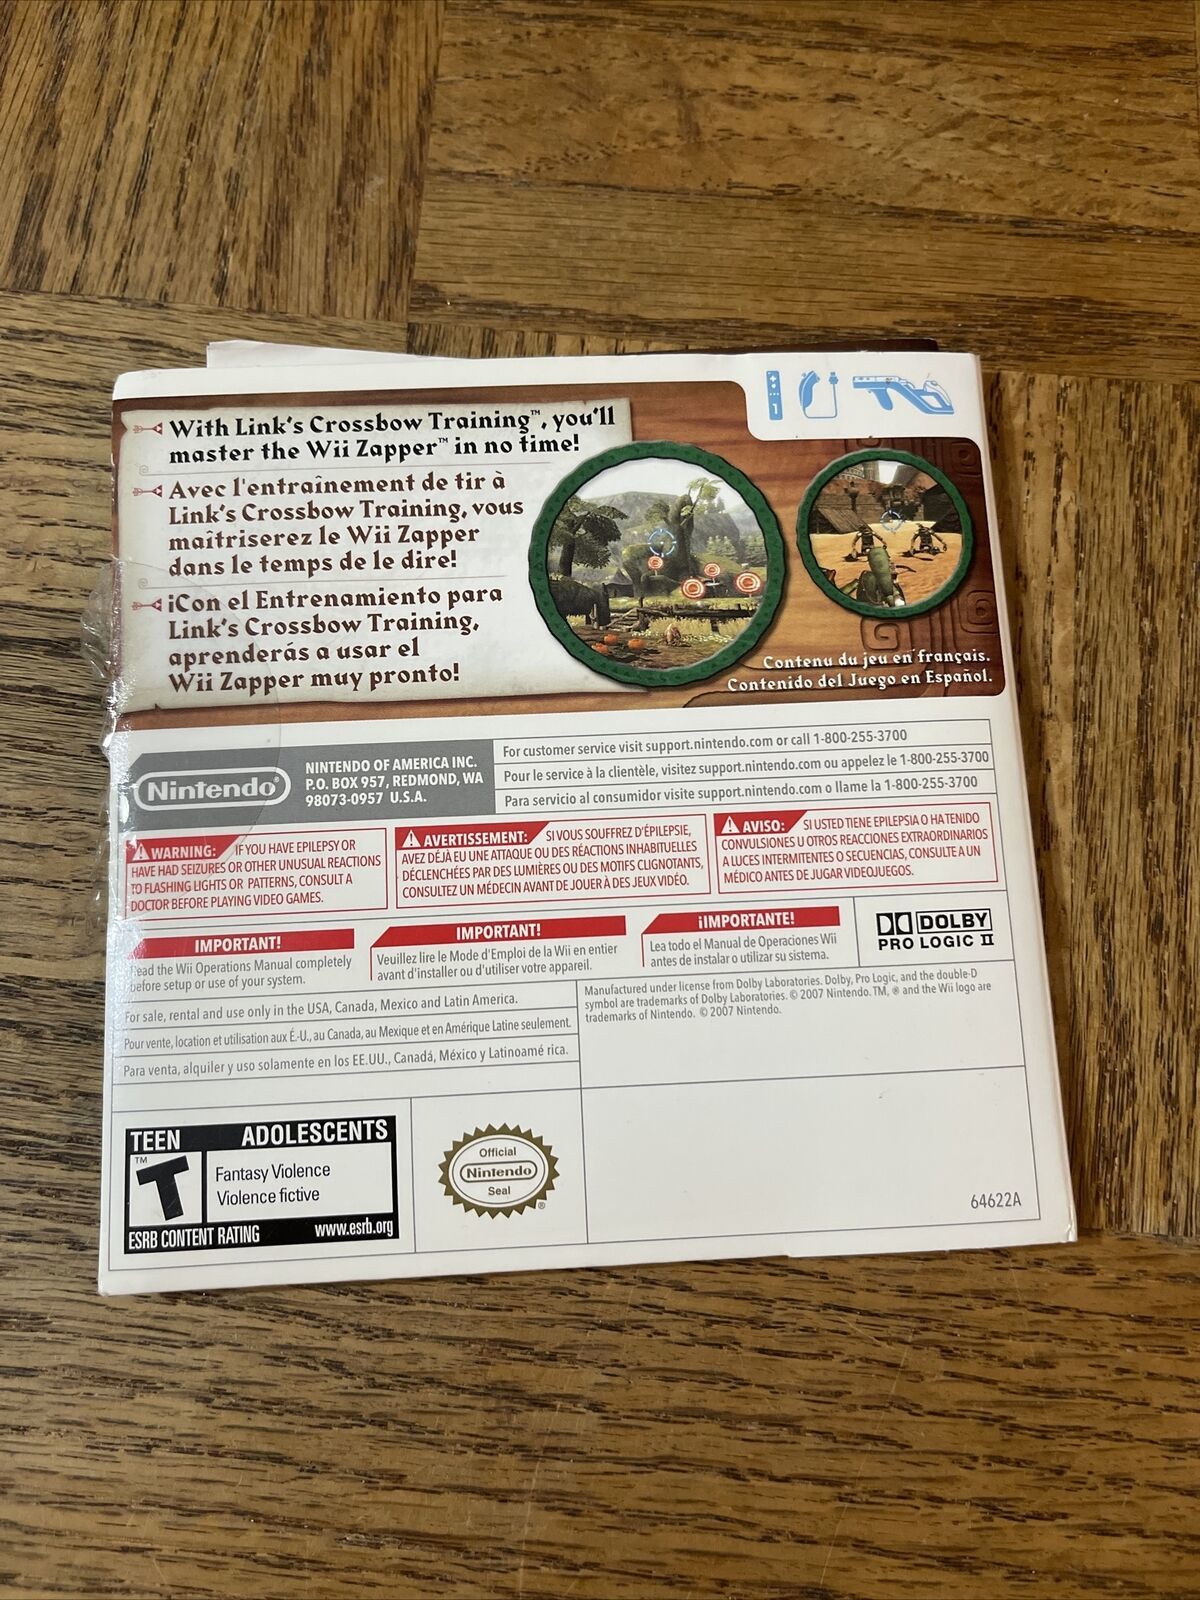 With Link's Crossbow Training™, you'll
master the Wii Zapper™ in no time!
Avec l'entraînement de tir à
Link's Crossbow Training, vous
maîtriserez le Wii Zapper
dans le temps de le dire!
¡Con el Entrenamiento para
Link's Crossbow Training,
aprenderás a usar el
Wii Zapper muy pronto!
Contenu du jeu en français.
Contenido del Juego en Español.
Nintendo®
NINTENDO OF AMERICA INC.
P.O. BOX 957, REDMOND, WA
98073-0957 U.S.A.
For customer service visit support.nintendo.com or call 1-800-255-3700
Pour le service à la clientèle, visitez support.nintendo.com ou appelez le 1-800-255-3700
Para servicio al consumidor visite support.nintendo.com o llame la 1-800-255-3700
WARNING: IF YOU HAVE EPILEPSY OR
HAVE HAD SEIZURES OR OTHER UNUSUAL REACTIONS
TO FLASHING LIGHTS OR PATTERNS, CONSULT A
DOCTOR BEFORE PLAYING VIDEO GAMES.
AVERTISSEMENT: SI VOUS SOUFFREZ D'ÉPILEPSIE,
AVEZ DÉJÀ EU UNE ATTAQUE OU DES RÉACTIONS INHABITUELLES
DÉCLENCHÉES PAR DES LUMIÈRES OU DES MOTIFS CLIGNOTANTS,
CONSULTEZ UN MÉDECIN AVANT DE JOUER À DES JEUX VIDÉO.
AVISO: SI USTED TIENE EPILEPSIA O HA TENIDO
CONVULSIONES U OTROS REACCIONES EXTRAORDINARIOS
A LUCES INTERMITENTES O SECUENCIAS, CONSULTE A UN
MÉDICO ANTES DE JUGAR VIDEOJUEGOS.
IMPORTANT!
Read the Wii Operations Manual completely
before setup or use of your system.
IMPORTANT!
Veuillez lire le Mode d'Emploi de la Wii en entier
avant d'installer ou d'utiliser votre appareil.
¡IMPORTANTE!
Lea todo el Manual de Operaciones Wii
antes de instalar o utilizar su sistema.
DOLBY
PRO LOGIC II
For sale, rental and use only in the USA, Canada, Mexico and Latin America.
Pour vente, location et utilisation aux É.-U., au Canada, au Mexique et en Amérique Latine seulement.
Para venta, alquiler y uso solamente en los EE.UU., Canadá, México y Latinoamé rica.
Manufactured under license from Dolby Laboratories. Dolby, Pro Logic, and the double-D
symbol are trademarks of Dolby Laboratories. © 2007 Nintendo. TM, ® and the Wii logo are
trademarks of Nintendo. © 2007 Nintendo.
TEEN ADOLESCENTS
TM
T
Fantasy Violence
Violence fictive
ESRB CONTENT RATING www.esrb.org
Official
Nintendo
Seal
®
64622A